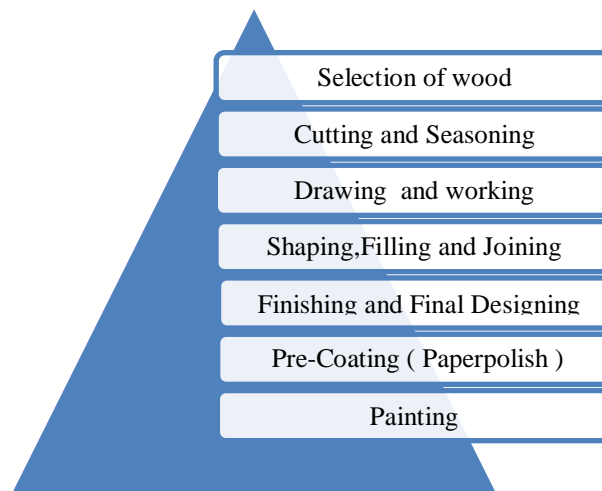 Selection of wood
Cutting and Seasoning
Drawing  and working
Shaping,Filling and Joining
Finishing and Final Designing
Pre-Coating ( Paperpolish )
Painting